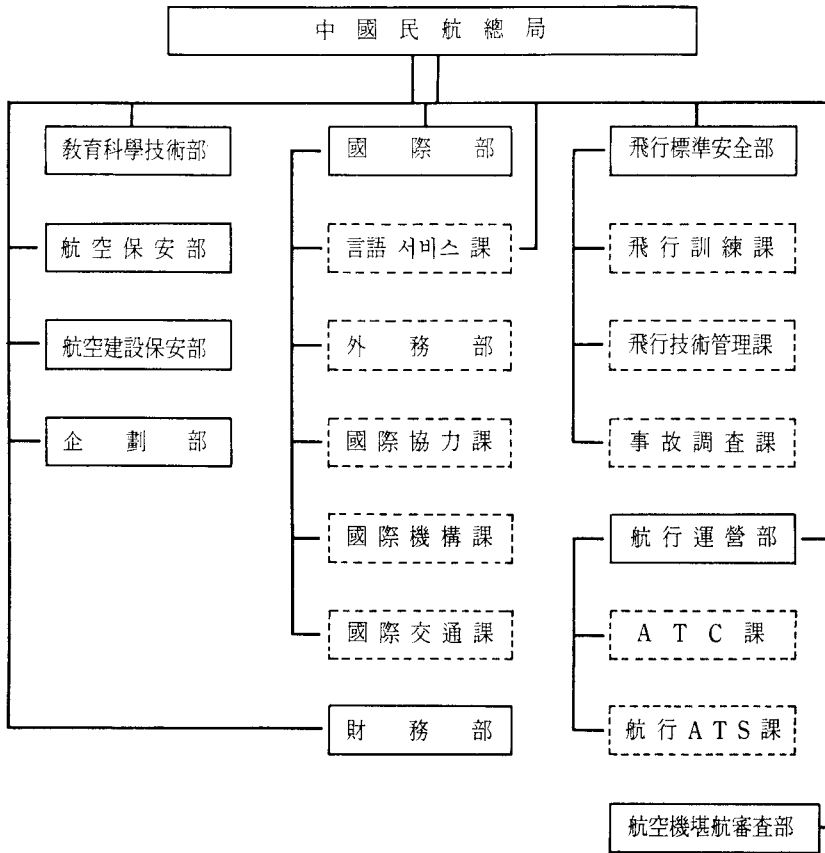 中國民航總局
敎育科學技術部
國際部
飛行標準安全部
航空保安部
言語 서비스 課
飛行訓練課
航空建設保安部
外務部
飛行技術管理課
企劃部
國際協力課
事故調査課
國際機構課
航行運營部
國際交通課
ATC課
財務部
航行ATS課
航空機堪航審査部